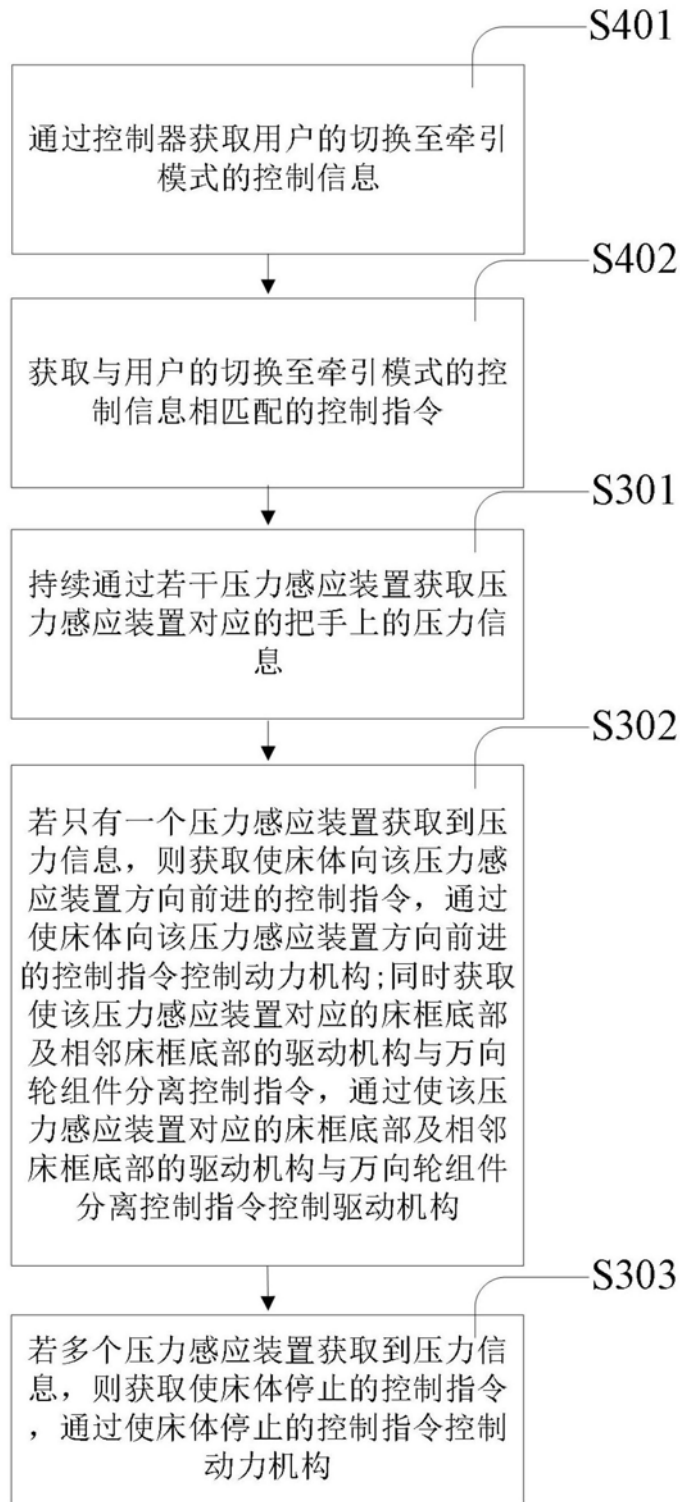 S401
通过控制器获取用户的切换至牵引
模式的控制信息
S402
获取与用户的切换至牵引模式的控
制信息相匹配的控制指令
S301
持续通过若干压力感应装置获取压
力感应装置对应的把手上的压力信
息
S302
若只有一个压力感应装置获取到压
力信息，则获取使床体向该压力感
应装置方向前进的控制指令，通过
使床体向该压力感应装置方向前进
的控制指令控制动力机构;同时获取
使该压力感应装置对应的床框底部
及相邻床框底部的驱动机构与万向
轮组件分离控制指令，通过使该压
力感应装置对应的床框底部及相邻
床框底部的驱动机构与万向轮组件
分离控制指令控制驱动机构
S303
若多个压力感应装置获取到压力信
息，则获取使床体停止的控制指令
，通过使床体停止的控制指令控制
动力机构